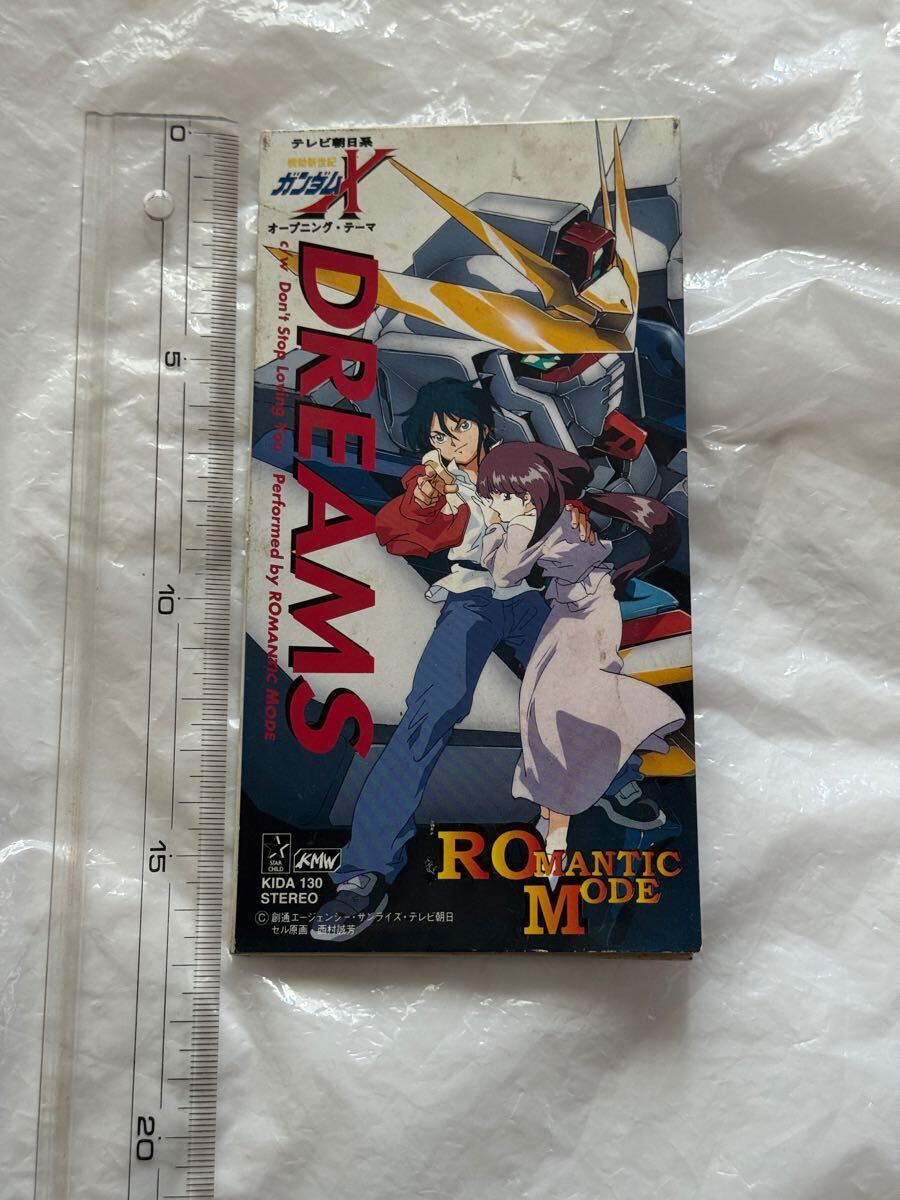 0
5
10
15
20
テレビ朝日系
機動新世紀
ガンダムX
オープニング・テーマ
DREAMS
c/w Don't Stop Loving You Performed by ROMANTIC MODE
STAR
CHILD
KMW
KIDA 130
STEREO
ROMANTIC
MODE
Ⓒ創通エージェンシー・サンライズ・テレビ朝日
セル原画・西村誠芳